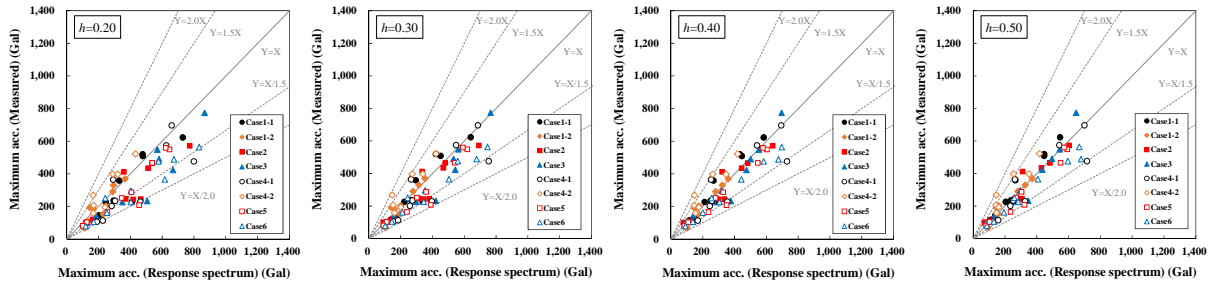 h=0.20
Y=2.0X
Y=1.5X
Y=X
Y=X/1.5
Y=X/2.0
Maximum acc. (Measured) (Gal)
1,400
1,200
1,000
800
600
400
200
0
0 200 400 600 800 1,000 1,200 1,400
Maximum acc. (Response spectrum) (Gal)
Case1-1
Case1-2
Case2
Case3
Case4-1
Case4-2
Case5
Case6
h=0.30
Y=2.0X
Y=1.5X
Y=X
Y=X/1.5
Y=X/2.0
Maximum acc. (Measured) (Gal)
1,400
1,200
1,000
800
600
400
200
0
0 200 400 600 800 1,000 1,200 1,400
Maximum acc. (Response spectrum) (Gal)
Case1-1
Case1-2
Case2
Case3
Case4-1
Case4-2
Case5
Case6
h=0.40
Y=2.0X
Y=1.5X
Y=X
Y=X/1.5
Y=X/2.0
Maximum acc. (Measured) (Gal)
1,400
1,200
1,000
800
600
400
200
0
0 200 400 600 800 1,000 1,200 1,400
Maximum acc. (Response spectrum) (Gal)
Case1-1
Case1-2
Case2
Case3
Case4-1
Case4-2
Case5
Case6
h=0.50
Y=2.0X
Y=1.5X
Y=X
Y=X/1.5
Y=X/2.0
Maximum acc. (Measured) (Gal)
1,400
1,200
1,000
800
600
400
200
0
0 200 400 600 800 1,000 1,200 1,400
Maximum acc. (Response spectrum) (Gal)
Case1-1
Case1-2
Case2
Case3
Case4-1
Case4-2
Case5
Case6